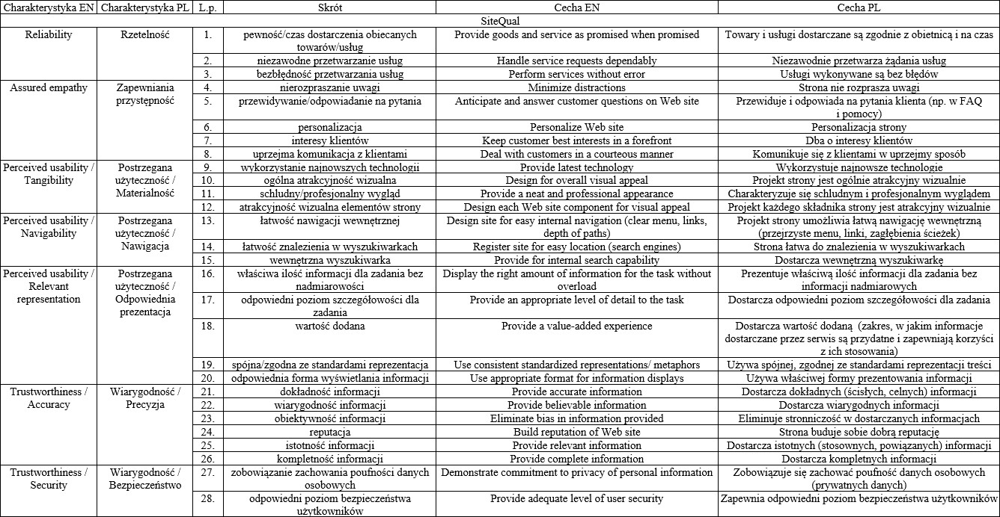 Charakterystyka EN Charakterystyka PL L.p. Skrót Cecha EN Cecha PL
SiteQual
Reliability Rzetelność 1. pewność/czas dostarczenia obiecanych Provide goods and service as promised when promised Towary i usługi dostarczane są zgodnie z obietnicą i na czas
towarów/usług
2. niezawodne przetwarzanie usług Handle service requests dependably Niezawodnie przetwarza żądania usług
3. bezbłędność przetwarzania usług Perform services without error Usługi wykonywane są bez błędów
Assured empathy Zapewniania 4. nierozpraszanie uwagi Minimize distractions Strona nie rozprasza uwagi
przystępność 5. przewidywanie/odpowiadanie na pytania Anticipate and answer customer questions on Web site Przewiduje i odpowiada na pytania klienta (np. w FAQ
i pomocy)
6. personalizacja Personalize Web site Personalizacja strony
7. interesy klientów Keep customer best interests in a forefront Dba o interesy klientów
8. uprzejma komunikacja z klientami Deal with customers in a courteous manner Komunikuje się z klientami w uprzejmy sposób
Perceived usability / Postrzegana 9. wykorzystanie najnowszych technologii Provide latest technology Wykorzystuje najnowsze technologie
Tangibility użyteczność / 10. ogólna atrakcyjność wizualna Design for overall visual appeal Projekt strony jest ogólnie atrakcyjny wizualnie
Materialność 11. schludny/profesjonalny wygląd Provide a neat and professional appearance Charakteryzuje się schludnym i profesjonalnym wyglądem
12. atrakcyjność wizualna elementów strony Design each Web site component for visual appeal Projekt każdego składnika strony jest atrakcyjny wizualnie
Perceived usability / Postrzegana 13. łatwość nawigacji wewnętrznej Design site for easy internal navigation (clear menu, links, Projekt strony umożliwia łatwą nawigację wewnętrzną
Navigability użyteczność / depth of paths) (przejrzyste menu, linki, zagłębienia ścieżek)
Nawigacja 14. łatwość znalezienia w wyszukiwarkach Register site for easy location (search engines) Strona łatwa do znalezienia w wyszukiwarkach
15. wewnętrzna wyszukiwarka Provide for internal search capability Dostarcza wewnętrzną wyszukiwarkę
Perceived usability / Postrzegana 16. właściwa ilość informacji dla zadania bez Display the right amount of information for the task without Prezentuje właściwą ilość informacji dla zadania bez
Relevant użyteczność / nadmiarowości overload informacji nadmiarowych
representation Odpowiednia 17. odpowiedni poziom szczegółowości dla Provide an appropriate level of detail to the task Dostarcza odpowiedni poziom szczegółowości dla zadania
prezentacja zadania
18. wartość dodana Provide a value-added experience Dostarcza wartość dodaną (zakres, w jakim informacje
dostarczane przez serwis są przydatne i zapewniają korzyści
z ich stosowania)
19. spójna/zgodna ze standardami reprezentacja Use consistent standardized representations/ metaphors Używa spójnej, zgodnej ze standardami reprezentacji treści
20. odpowiednia forma wyświetlania informacji Use appropriate format for information displays Używa właściwej formy prezentowania informacji
Trustworthiness / Wiarygodność / 21. dokładność informacji Provide accurate information Dostarcza dokładnych (ścisłych, celnych) informacji
Accuracy Precyzja 22. wiarygodność informacji Provide believable information Dostarcza wiarygodnych informacji
23. obiektywność informacji Eliminate bias in information provided Eliminuje stronniczość w dostarczanych informacjach
24. reputacja Build reputation of Web site Strona buduje sobie dobrą reputację
25. istotność informacji Provide relevant information Dostarcza istotnych (stosownych, powiązanych) informacji
26. kompletność informacji Provide complete information Dostarcza kompletnych informacji
Trustworthiness / Wiarygodność / 27. zobowiązanie zachowania poufności danych Demonstrate commitment to privacy of personal information Zobowiązuje się zachować poufność danych osobowych
Security Bezpieczeństwo osobowych (prywatnych danych)
28. odpowiedni poziom bezpieczeństwa Provide adequate level of user security Zapewnia odpowiedni poziom bezpieczeństwa użytkowników
użytkowników